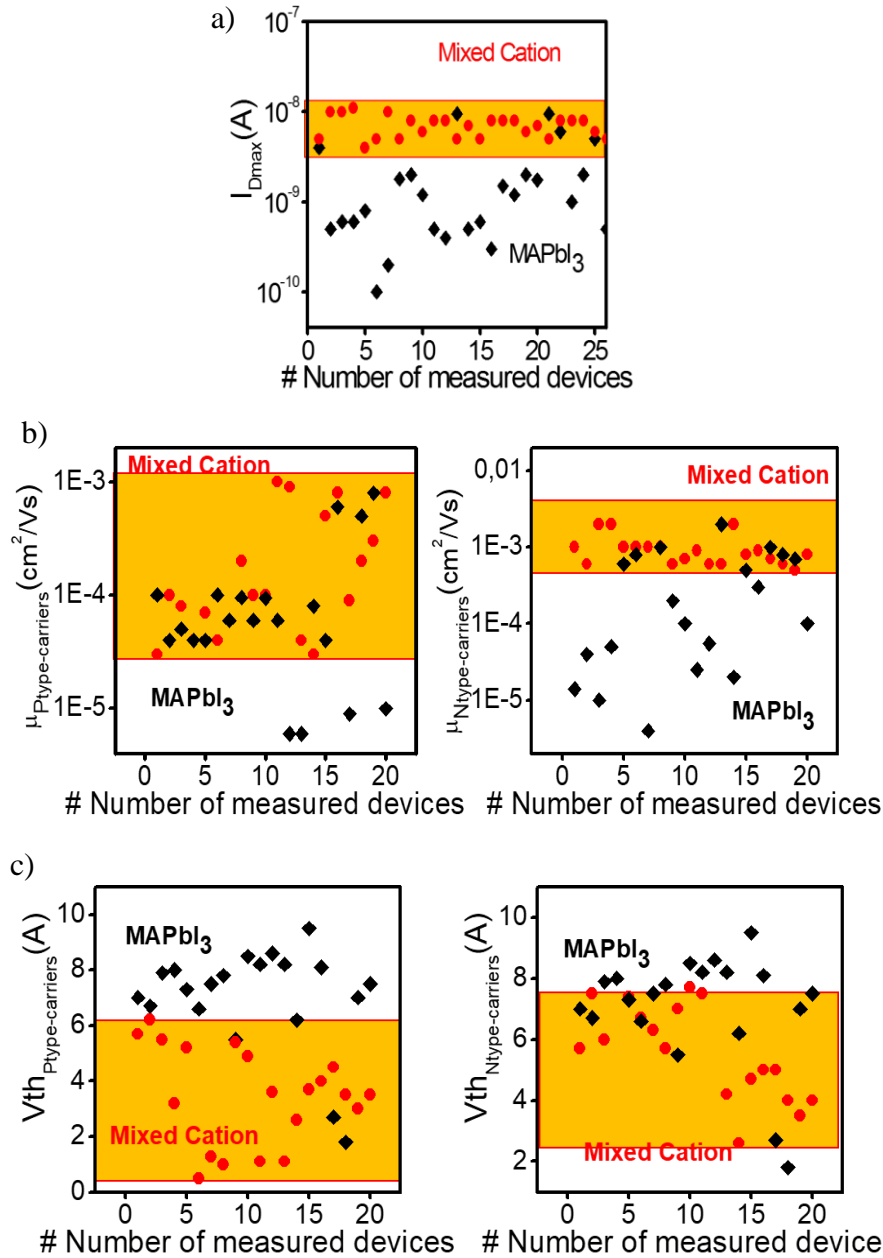 a)
10⁻⁷
Mixed Cation
10⁻⁸
I_Dmax(A)
10⁻⁹
MAPbI₃
10⁻¹⁰
0 5 10 15 20 25
# Number of measured devices
b)
Mixed Cation
1E-3
μPtype-carriers(cm²/Vs)
1E-4
MAPbI₃
1E-5
0 5 10 15 20
# Number of measured devices
0,01
Mixed Cation
μNtype-carriers(cm²/Vs)
1E-3
1E-4
1E-5
MAPbI₃
0 5 10 15 20
# Number of measured devices
c)
10
MAPbI₃
8
VthPtype-carriers(A)
6
4
Mixed Cation
2
0
0 5 10 15 20
# Number of measured devices
10
MAPbI₃
8
VthNtype-carriers(A)
6
4
Mixed Cation
2
0 5 10 15 20
# Number of measured device